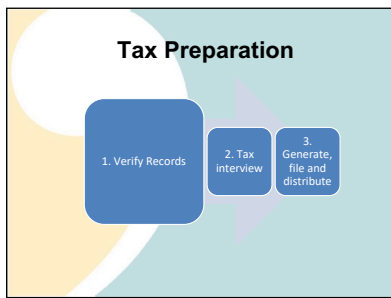 Tax Preparation
1. Verify Records
2. Tax
interview
3.
Generate,
file and
distribute